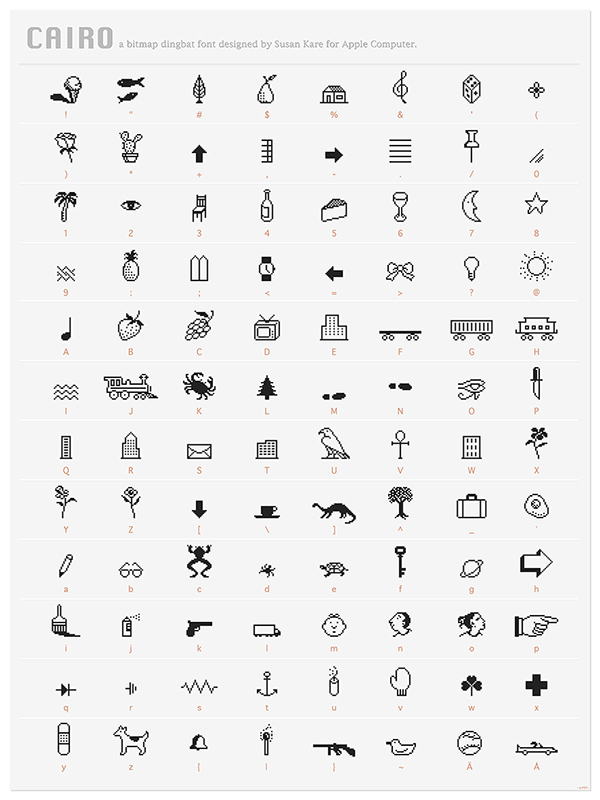 CAIRO a bitmap dingbat font designed by Susan Kare for Apple Computer.
! " # $ % & ' (
) * + , - . / 0
1 2 3 4 5 6 7 8
9 : ; < = > ? @
A B C D E F G H
I J K L M N O P
Q R S T U V W X
Y Z [ \ ] ^ _ `
a b c d e f g h
i j k l m n o p
q r s t u v w x
y z { | } ~ Ä Å